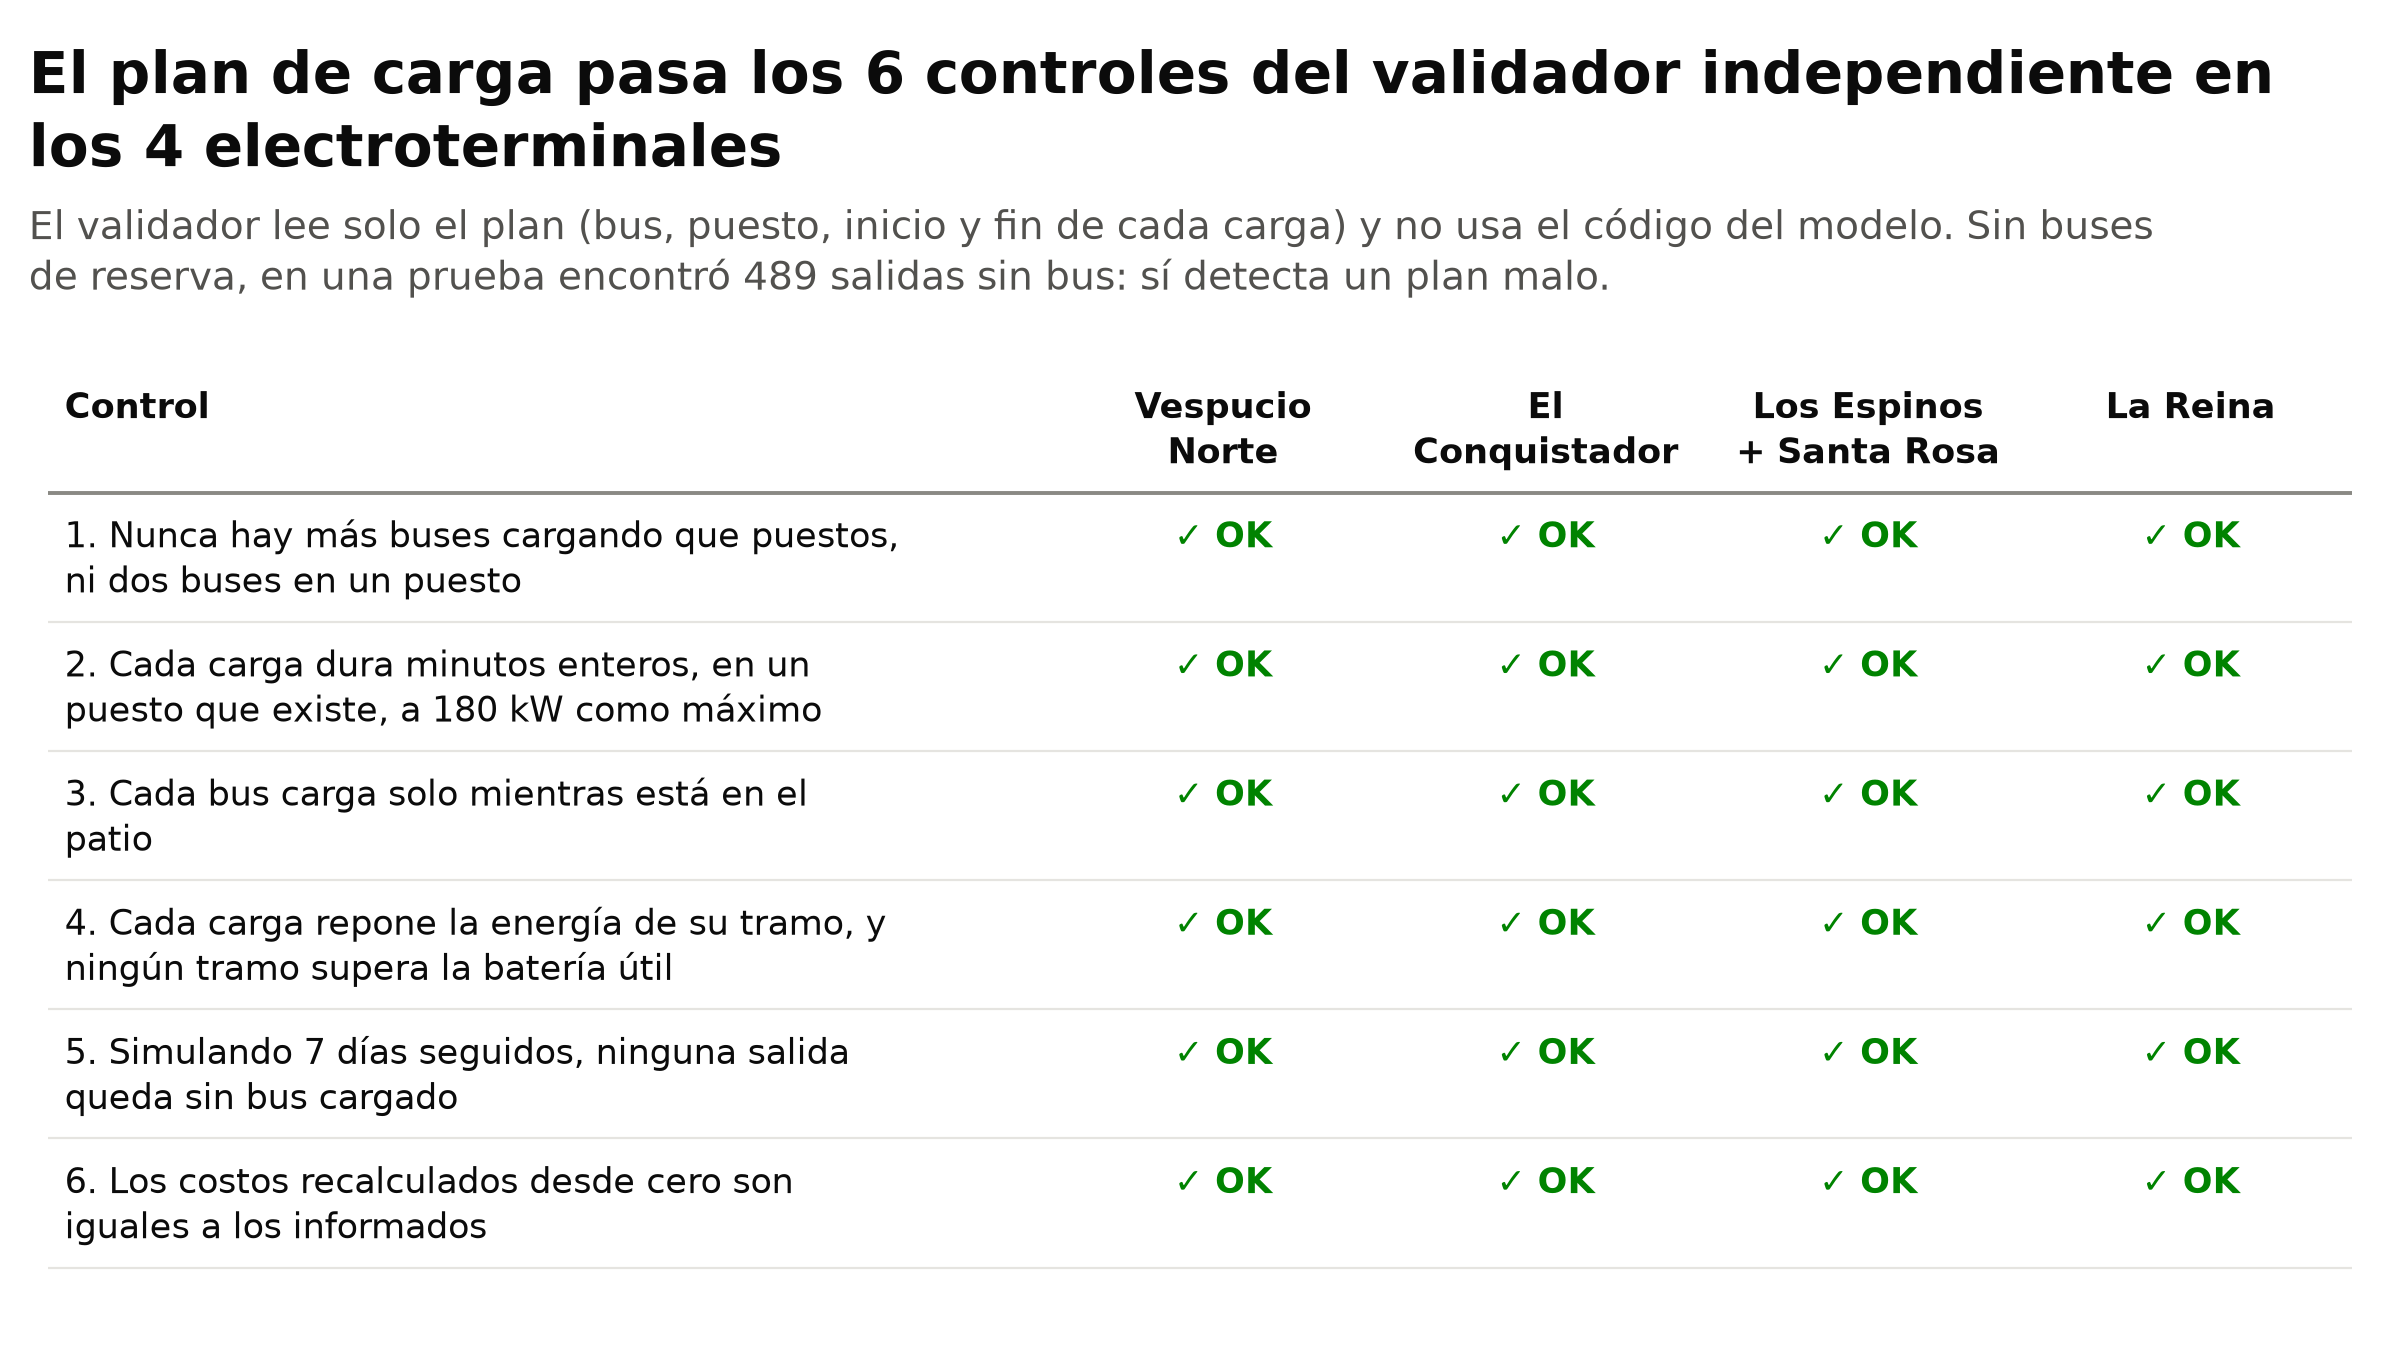 El plan de carga pasa los 6 controles del validador independiente en
los 4 electroterminales
El validador lee solo el plan (bus, puesto, inicio y fin de cada carga) y no usa el código del modelo. Sin buses
de reserva, en una prueba encontró 489 salidas sin bus: sí detecta un plan malo.
Control
Vespucio
Norte
El
Conquistador
Los Espinos
+ Santa Rosa
La Reina
1. Nunca hay más buses cargando que puestos,
ni dos buses en un puesto
✓ OK
✓ OK
✓ OK
✓ OK
2. Cada carga dura minutos enteros, en un
puesto que existe, a 180 kW como máximo
✓ OK
✓ OK
✓ OK
✓ OK
3. Cada bus carga solo mientras está en el
patio
✓ OK
✓ OK
✓ OK
✓ OK
4. Cada carga repone la energía de su tramo, y
ningún tramo supera la batería útil
✓ OK
✓ OK
✓ OK
✓ OK
5. Simulando 7 días seguidos, ninguna salida
queda sin bus cargado
✓ OK
✓ OK
✓ OK
✓ OK
6. Los costos recalculados desde cero son
iguales a los informados
✓ OK
✓ OK
✓ OK
✓ OK